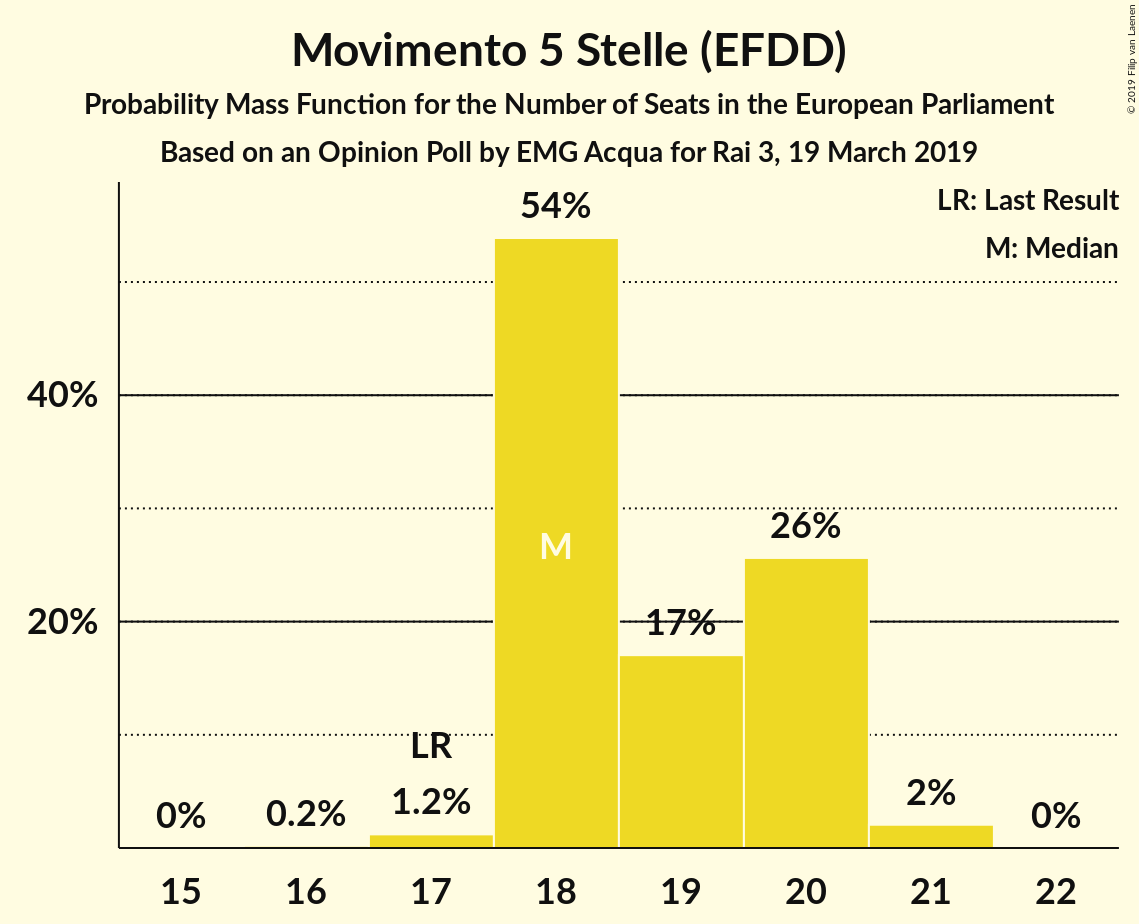 Movimento 5 Stelle (EFDD)
Probability Mass Function for the Number of Seats in the European Parliament
Based on an Opinion Poll by EMG Acqua for Rai 3, 19 March 2019
© 2019 Filip van Laenen
LR: Last Result
M: Median
54%
40%
M
26%
20%
17%
LR
0%
0.2%
1.2%
2%
0%
15 16 17 18 19 20 21 22